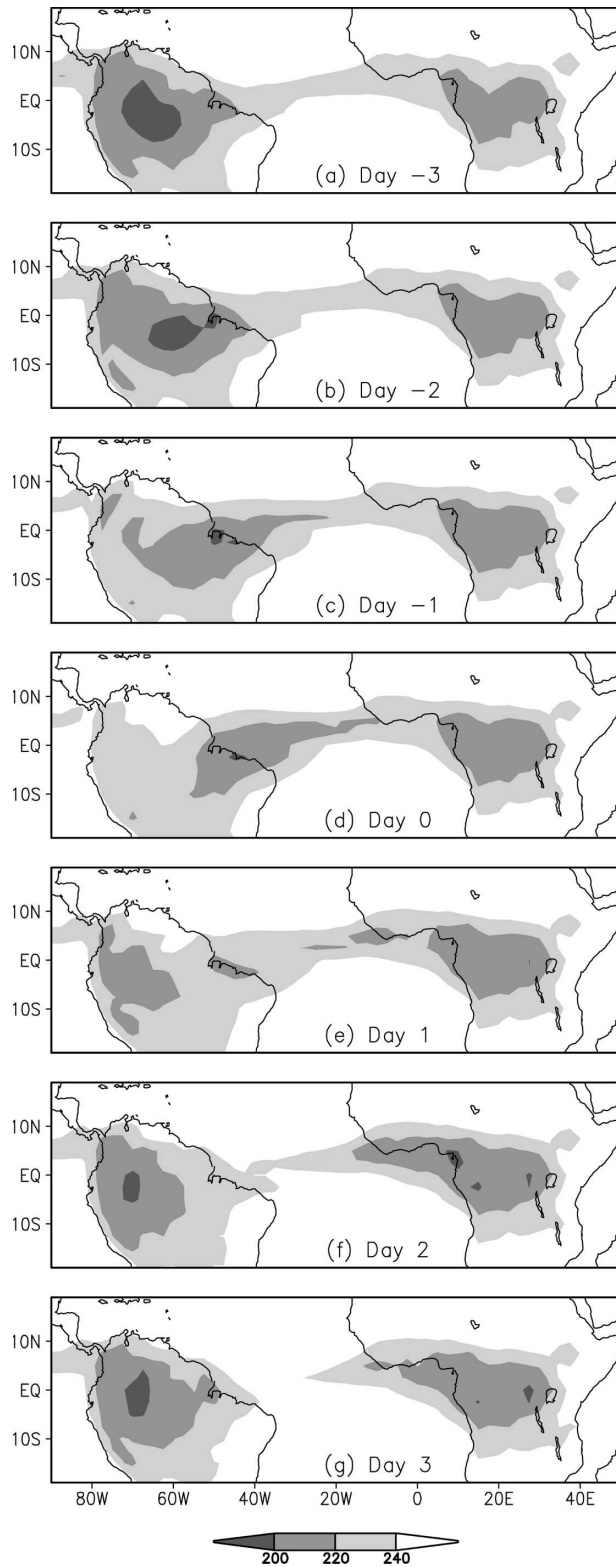 10N
EQ
10S
(a) Day −3
10N
EQ
10S
(b) Day −2
10N
EQ
10S
(c) Day −1
10N
EQ
10S
(d) Day 0
10N
EQ
10S
(e) Day 1
10N
EQ
10S
(f) Day 2
10N
EQ
10S
(g) Day 3
80W 60W 40W 20W 0 20E 40E
200 220 240